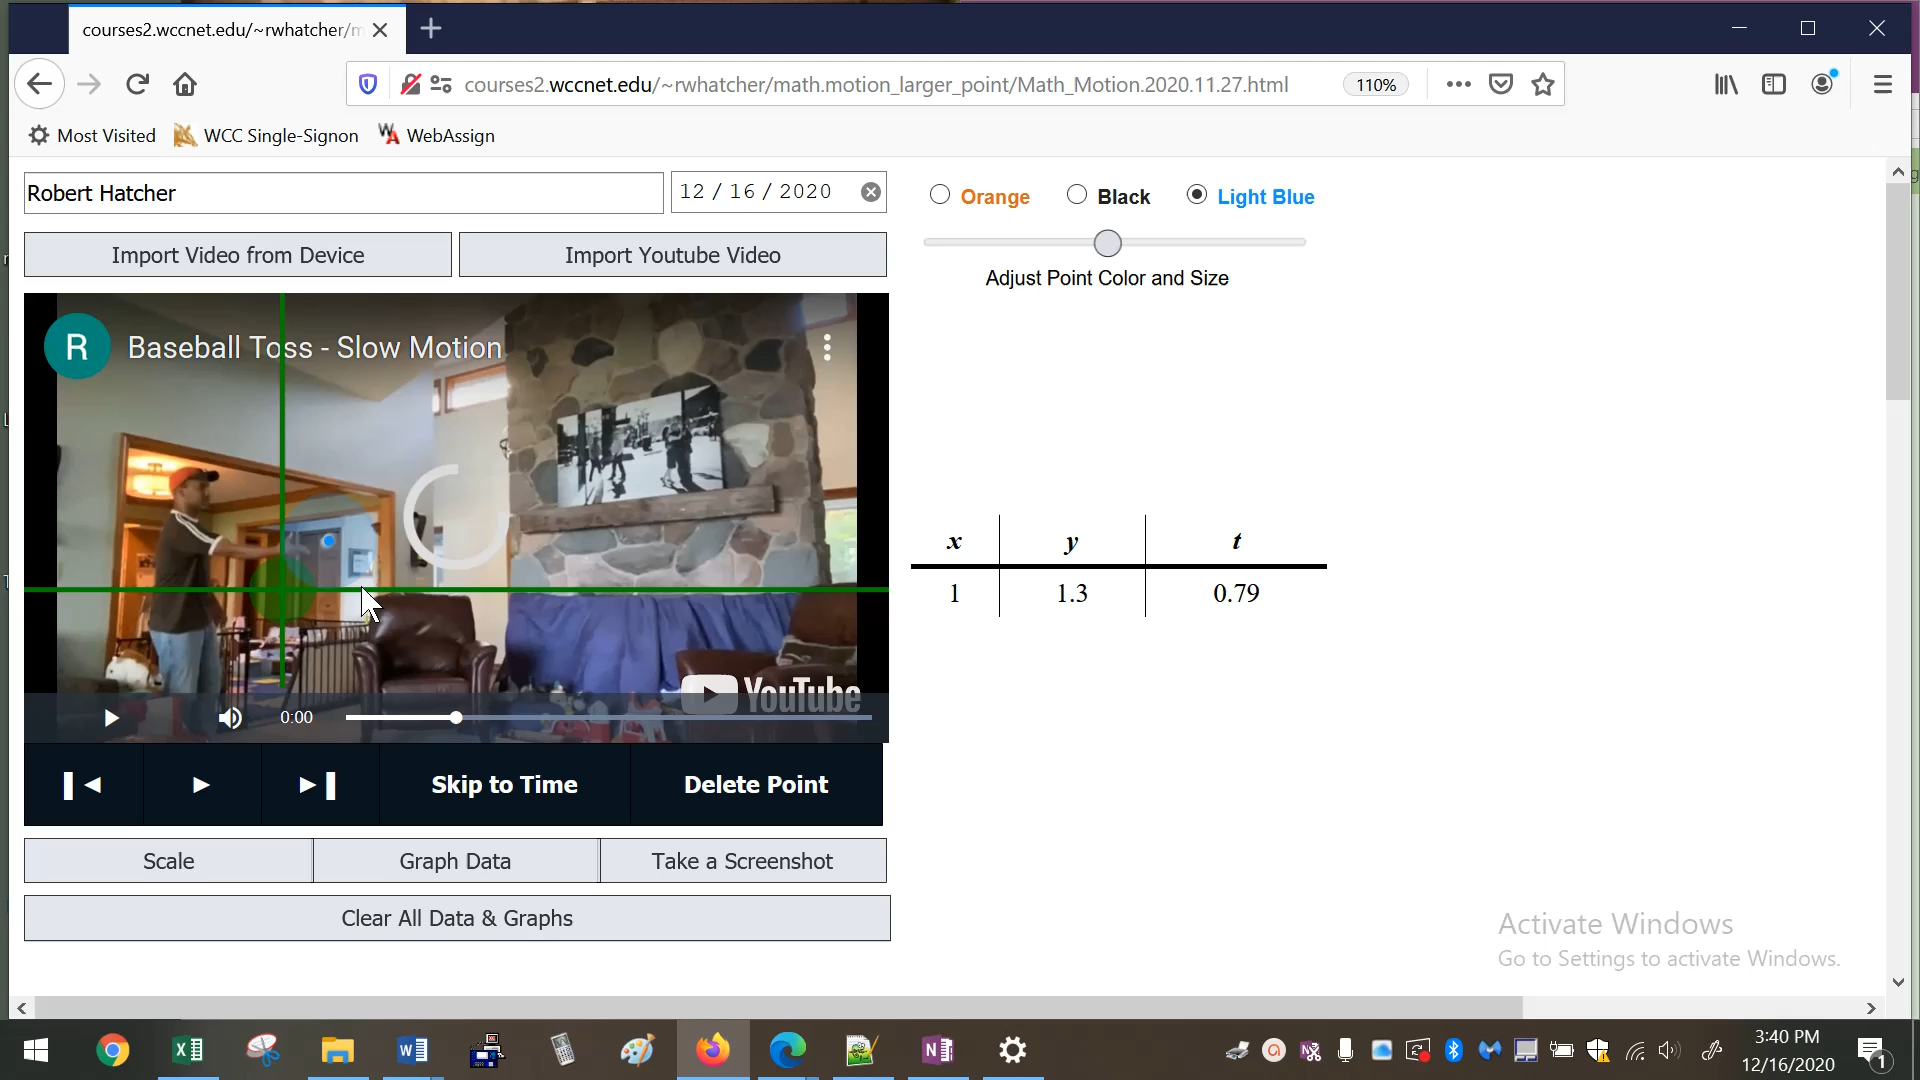 courses2.wccnet.edu/~rwhatcher/m
courses2.wccnet.edu/~rwhatcher/math.motion_larger_point/Math_Motion.2020.11.27.html
110%
Most Visited
WCC Single-Signon
WebAssign
Robert Hatcher
12 / 16 / 2020
Orange
Black
Light Blue
Import Video from Device
Import Youtube Video
Adjust Point Color and Size
R
Baseball Toss - Slow Motion
x y t
1 1.3 0.79
YouTube
0:00
Skip to Time
Delete Point
Scale
Graph Data
Take a Screenshot
Clear All Data & Graphs
Activate Windows
Go to Settings to activate Windows.
3:40 PM
12/16/2020
1